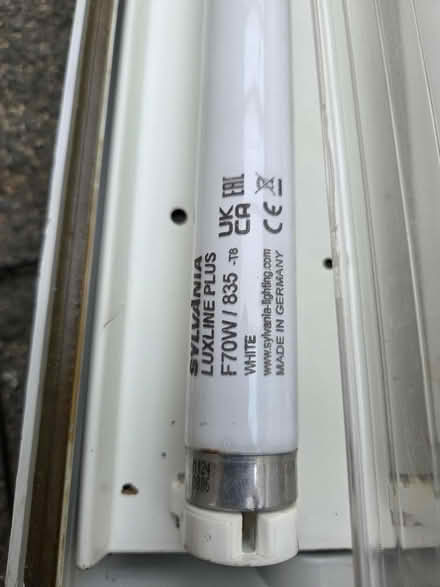 SYLVANIA
LUXLINE PLUS
F70W / 835 -T8
WHITE
UK
CA
EAC
CE
www.sylvania-lighting.com
MADE IN GERMANY